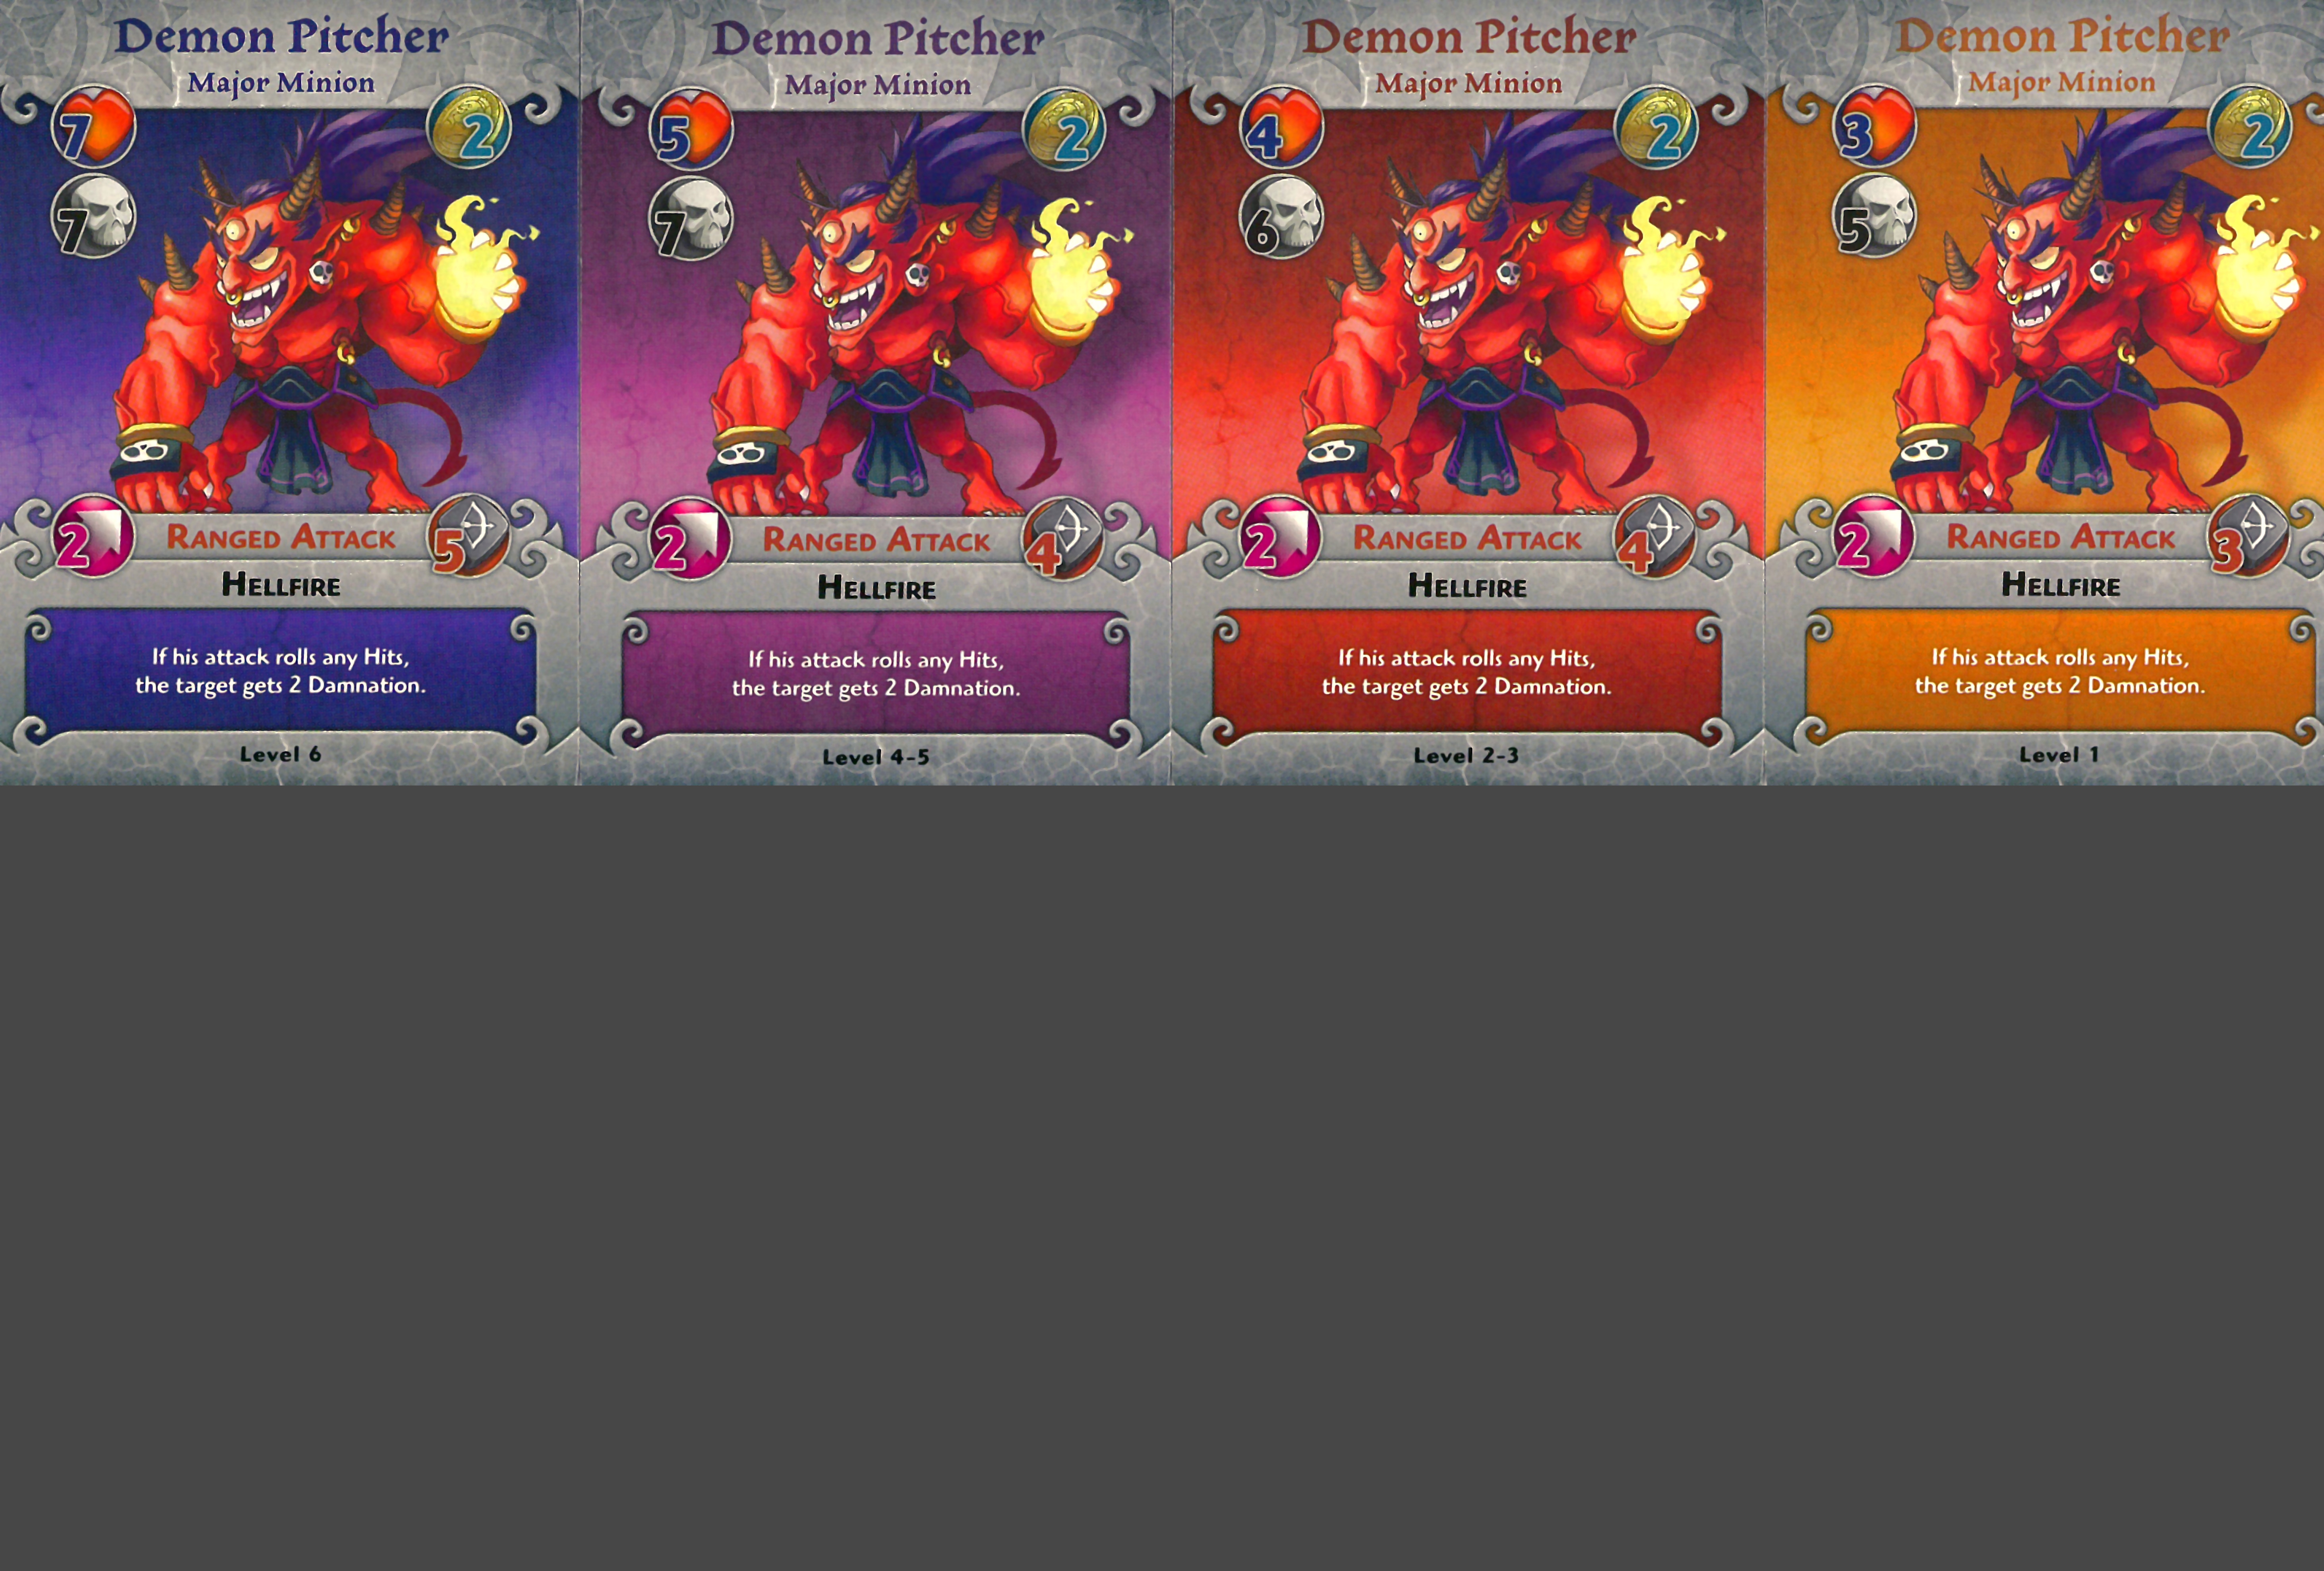 Demon Pitcher
Major Minion
7
2
7
2
Ranged Attack
5
Hellfire
If his attack rolls any Hits,
the target gets 2 Damnation.
Level 6
Demon Pitcher
Major Minion
5
2
7
2
Ranged Attack
4
Hellfire
If his attack rolls any Hits,
the target gets 2 Damnation.
Level 4-5
Demon Pitcher
Major Minion
4
2
6
2
Ranged Attack
4
Hellfire
If his attack rolls any Hits,
the target gets 2 Damnation.
Level 2-3
Demon Pitcher
Major Minion
3
2
5
2
Ranged Attack
3
Hellfire
If his attack rolls any Hits,
the target gets 2 Damnation.
Level 1